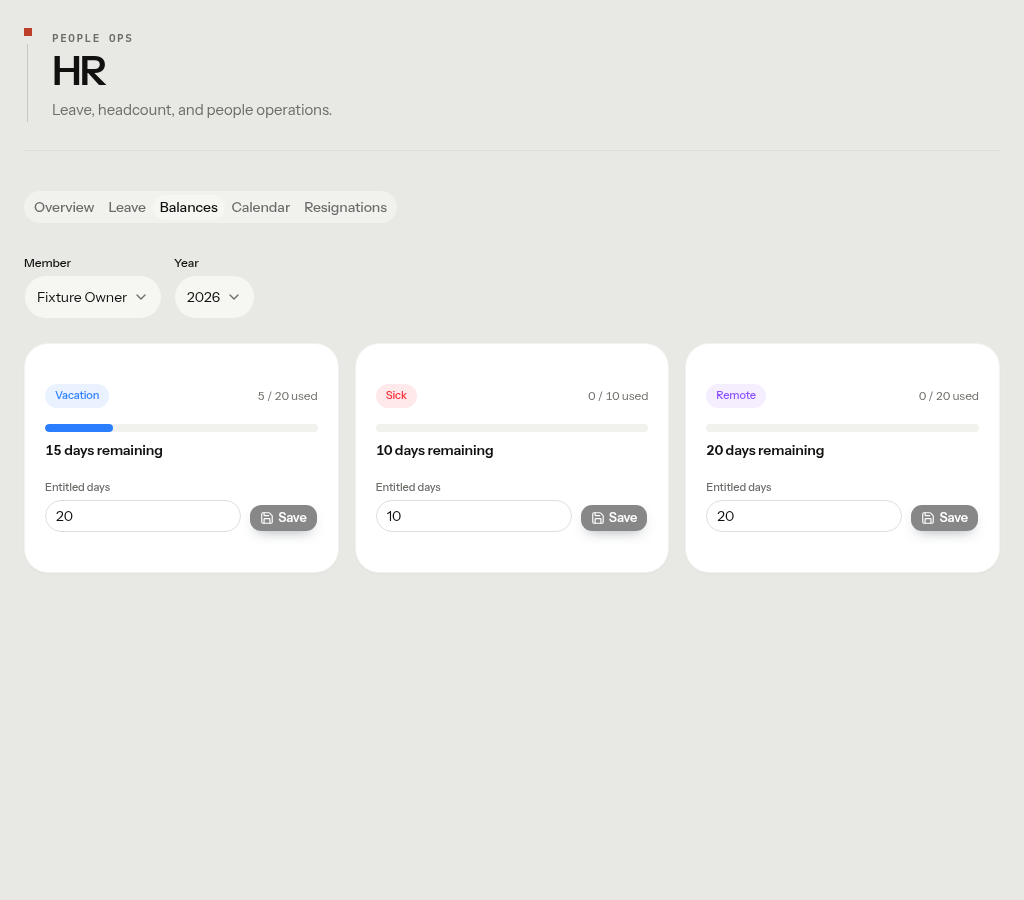 PEOPLE OPS
HR
Leave, headcount, and people operations.
Overview Leave Balances Calendar Resignations
Member Year
Fixture Owner 2026
Vacation 5 / 20 used
15 days remaining
Entitled days
20 Save
Sick 0 / 10 used
10 days remaining
Entitled days
10 Save
Remote 0 / 20 used
20 days remaining
Entitled days
20 Save